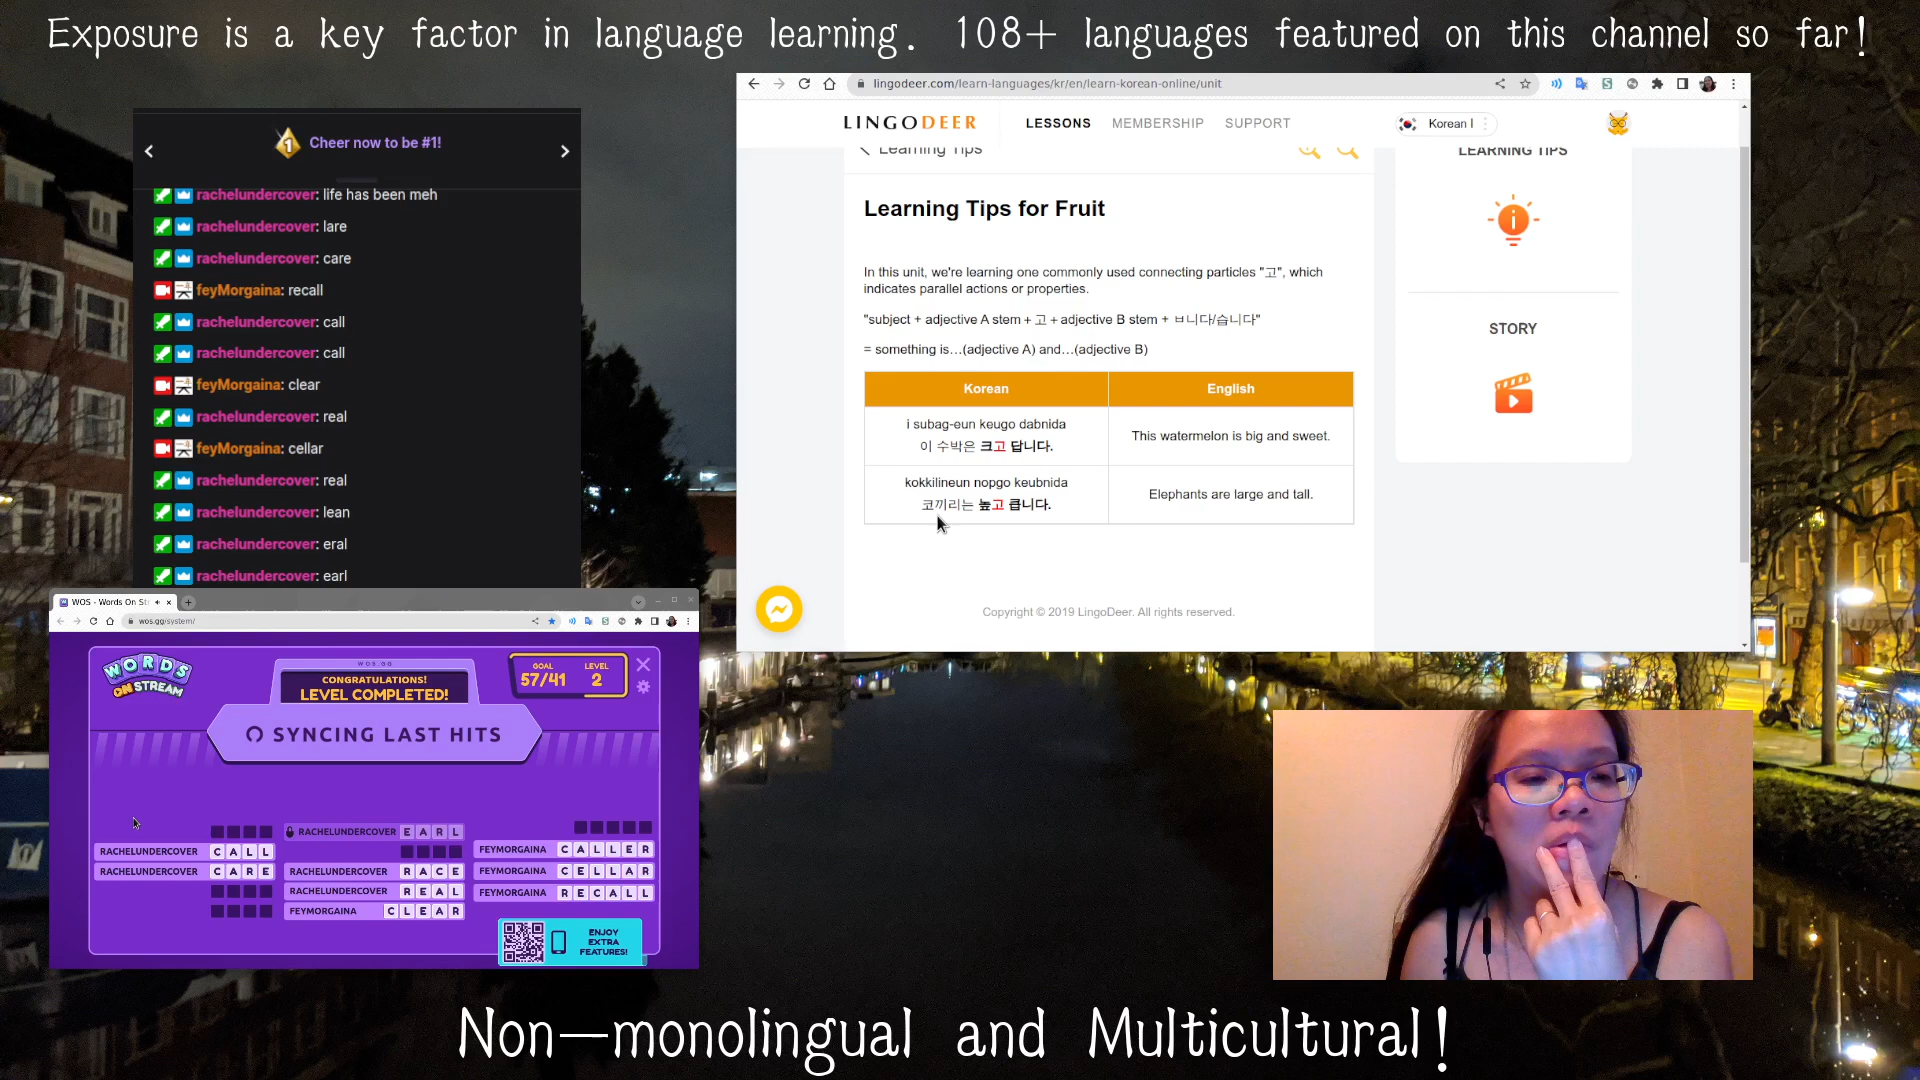 Exposure is a key factor in language learning. 108+ languages featured on this channel so far!
Cheer now to be #1!
1
rachelundercover: life has been meh
rachelundercover: lare
rachelundercover: care
feyMorgaina: recall
rachelundercover: call
rachelundercover: call
feyMorgaina: clear
rachelundercover: real
feyMorgaina: cellar
rachelundercover: real
rachelundercover: lean
rachelundercover: eral
rachelundercover: earl
lingodeer.com/learn-languages/kr/en/learn-korean-online/unit
LINGODEER
LESSONS MEMBERSHIP SUPPORT
Korean I
Learning Tips
Learning Tips for Fruit
In this unit, we're learning one commonly used connecting particles "고", which
indicates parallel actions or properties.
"subject + adjective A stem + 고 + adjective B stem + ㅂ니다/습니다"
= something is…(adjective A) and…(adjective B)
Korean English
i subag-eun keugo dabnida
이 수박은 크고 답니다.
This watermelon is big and sweet.
kokkilineun nopgo keubnida
코끼리는 높고 큽니다.
Elephants are large and tall.
Copyright © 2019 LingoDeer. All rights reserved.
LEARNING TIPS
STORY
WOS - Words On St
wos.gg/system/
WORDS
ON STREAM
WOS.GG
CONGRATULATIONS!
LEVEL COMPLETED!
GOAL
57/41
LEVEL
2
SYNCING LAST HITS
RACHELUNDERCOVER CALL
RACHELUNDERCOVER CARE
RACHELUNDERCOVER EARL
RACHELUNDERCOVER RACE
RACHELUNDERCOVER REAL
FEYMORGAINA CLEAR
FEYMORGAINA CALLER
FEYMORGAINA CELLAR
FEYMORGAINA RECALL
ENJOY
EXTRA
FEATURES!
Non-monolingual and Multicultural!